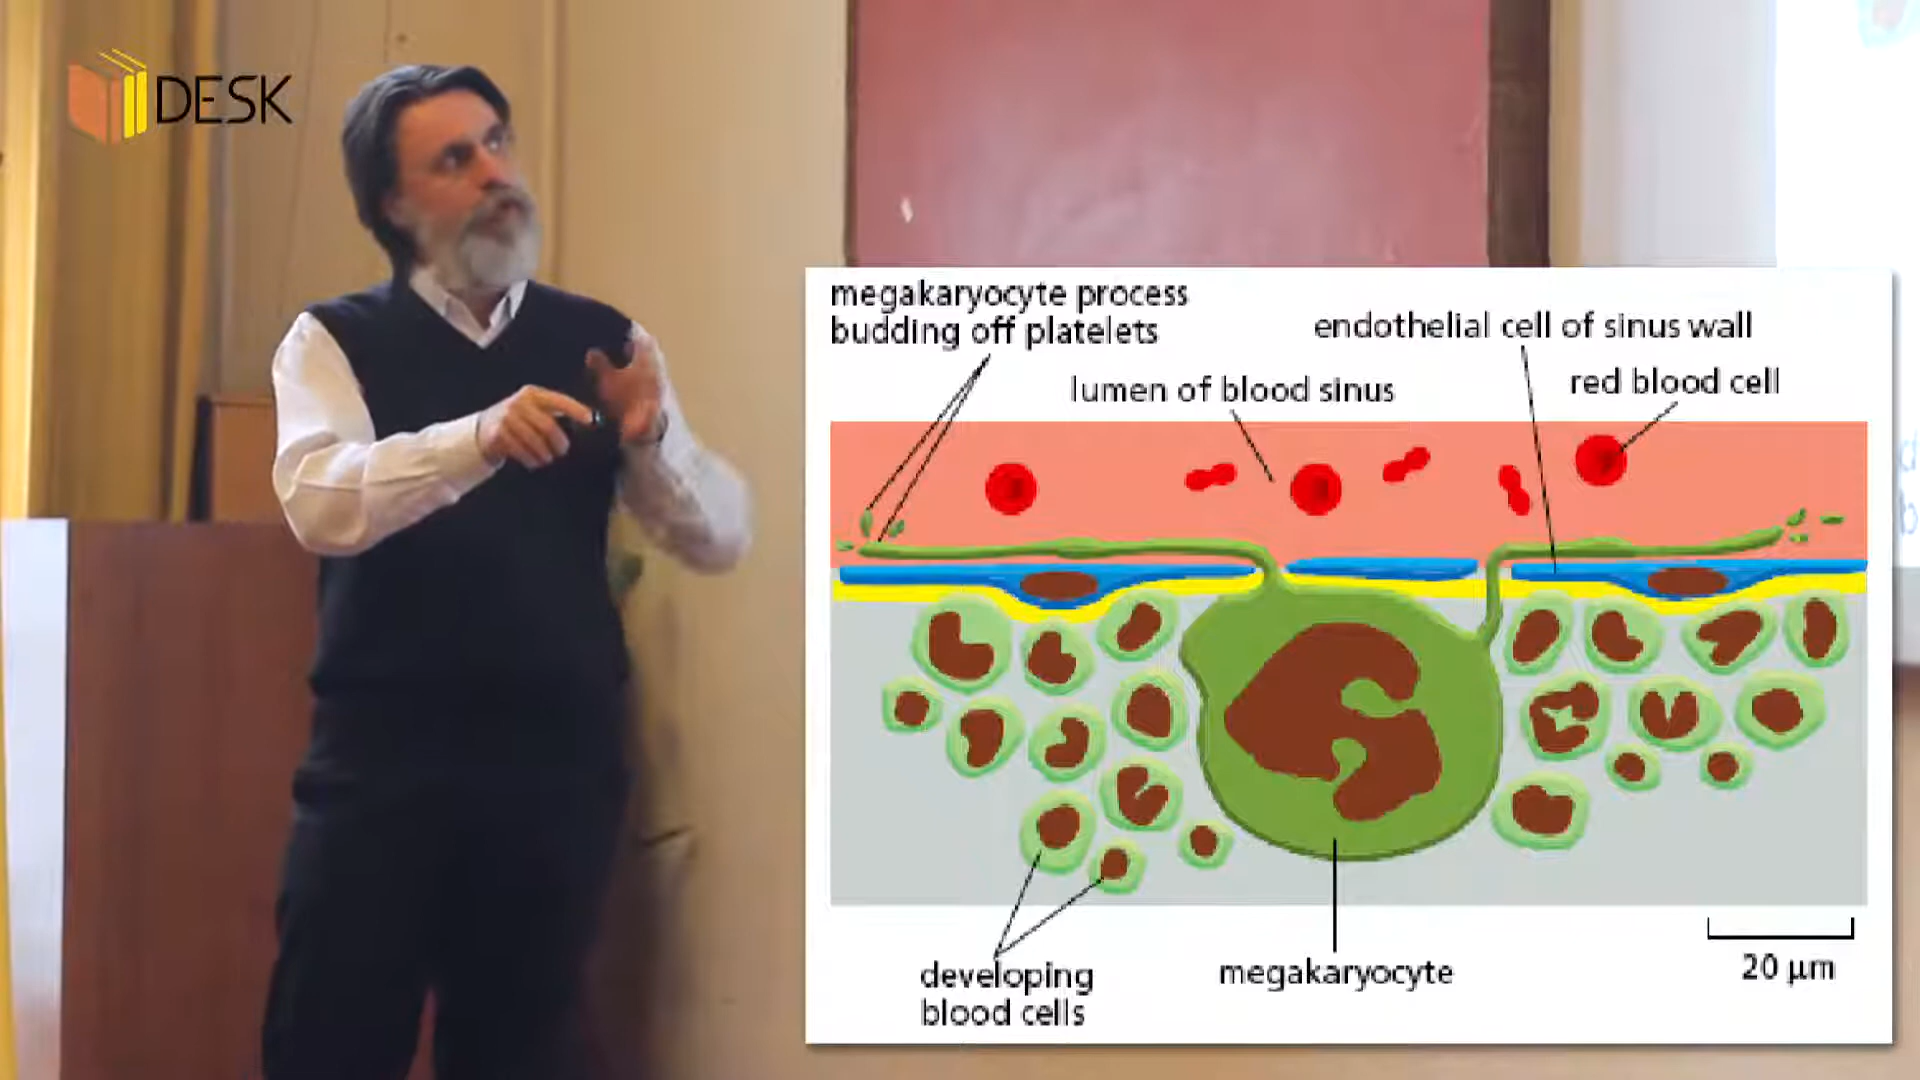 DESK
megakaryocyte process
budding off platelets
endothelial cell of sinus wall
lumen of blood sinus
red blood cell
developing
blood cells
megakaryocyte
20 µm